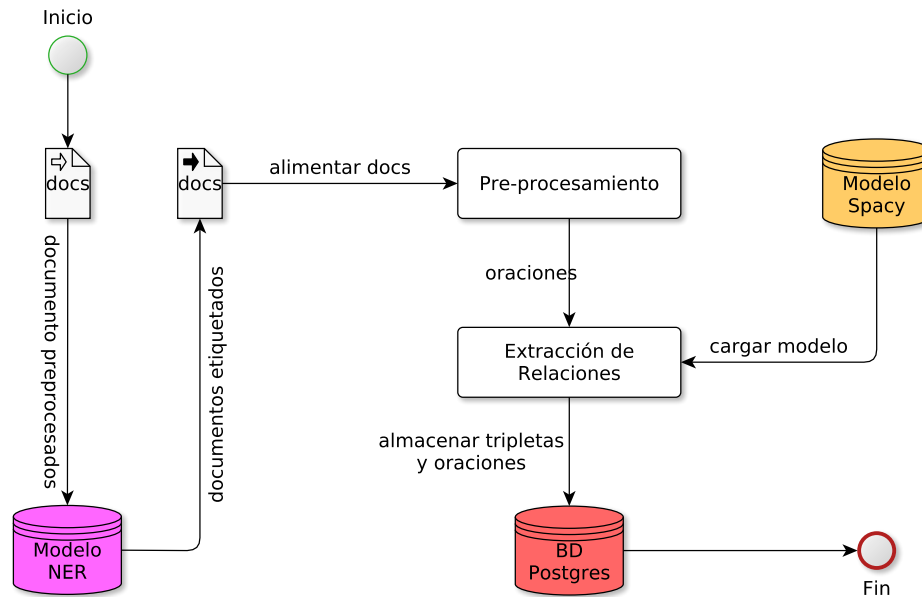 Inicio
docs
docs
alimentar docs
Pre-procesamiento
Modelo
Spacy
documento preprocesados
documentos etiquetados
oraciones
Extracción de
Relaciones
cargar modelo
almacenar tripletas
y oraciones
Modelo
NER
BD
Postgres
Fin